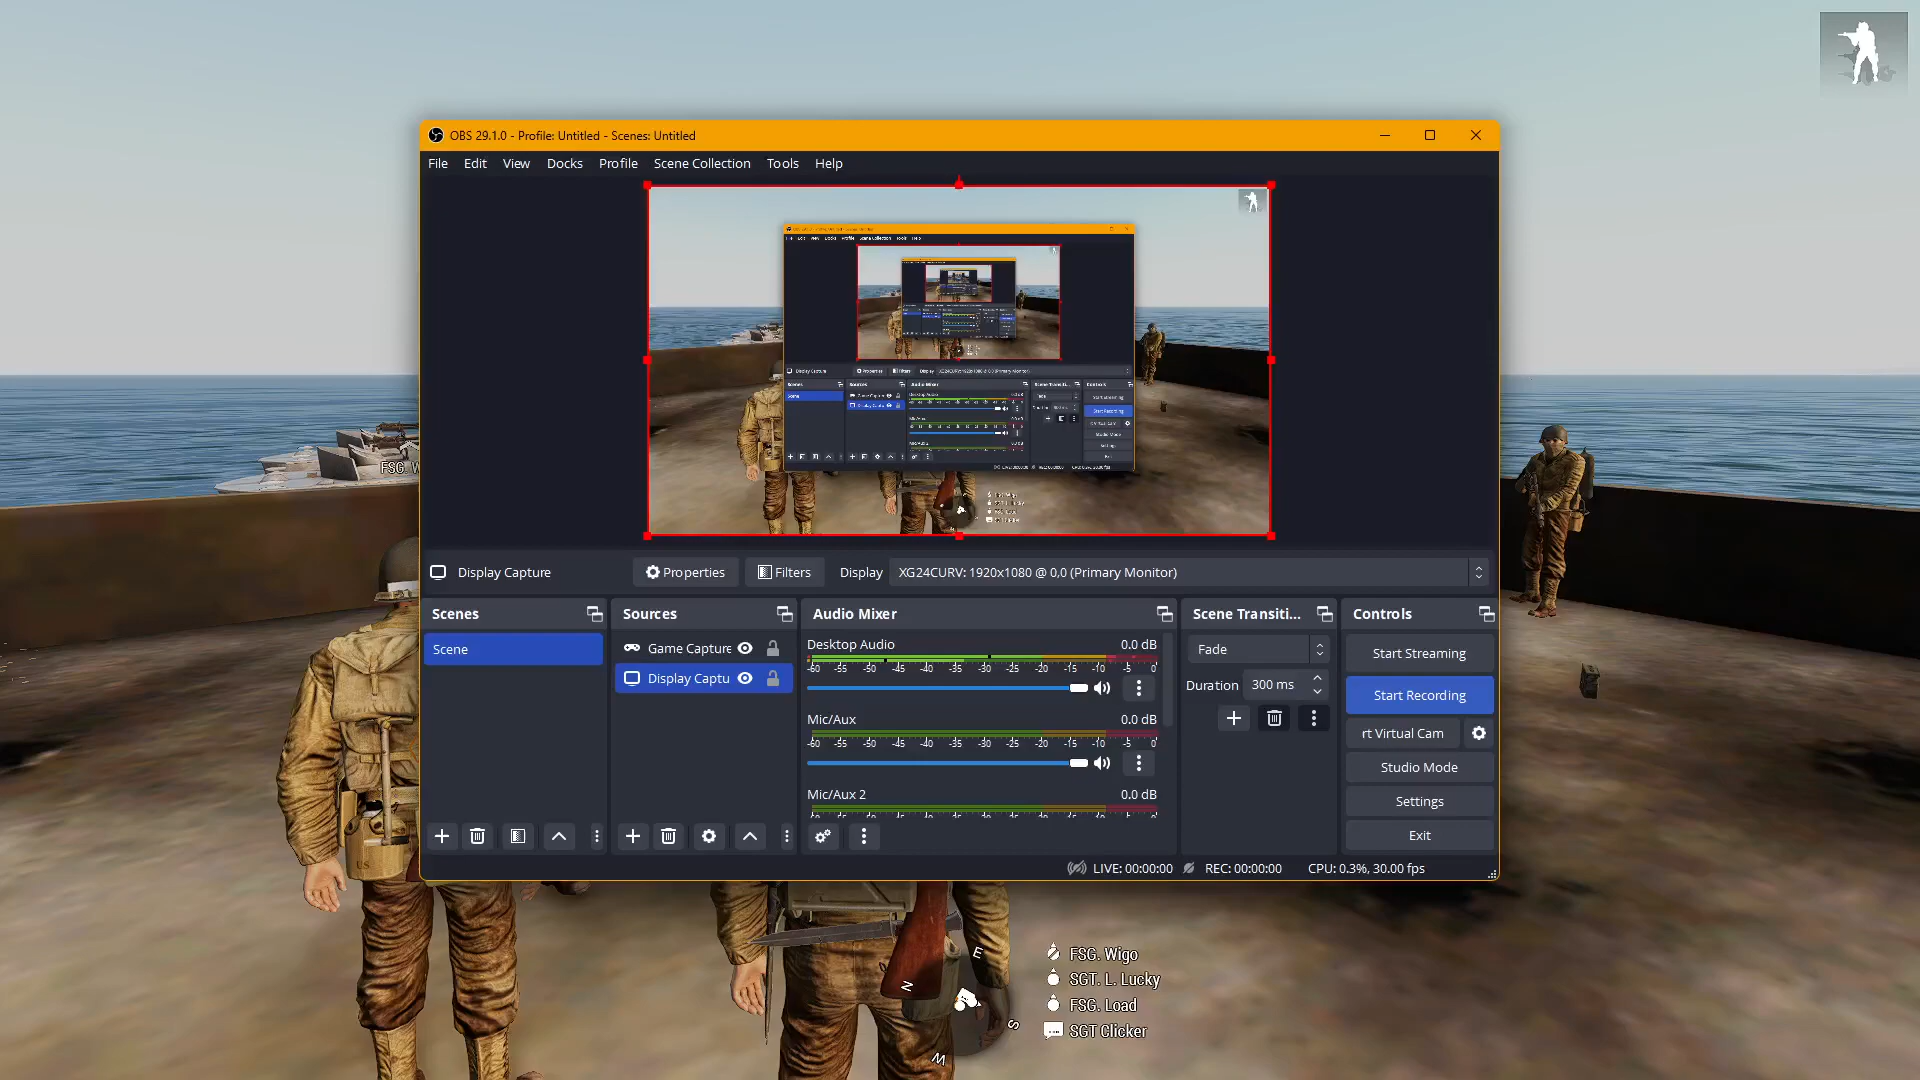 OBS 29.1.0 - Profile: Untitled - Scenes: Untitled
File Edit View Docks Profile Scene Collection Tools Help
FSG. W
Display Capture Properties Filters Display XG24CURV: 1920x1080 @ 0,0 (Primary Monitor)
Scenes Sources Audio Mixer Scene Transiti... Controls
Scene
Game Capture
Display Captu
Desktop Audio 0.0 dB
-60 -55 -50 -45 -40 -35 -30 -25 -20 -15 -10 -5 0
Mic/Aux 0.0 dB
-60 -55 -50 -45 -40 -35 -30 -25 -20 -15 -10 -5 0
Mic/Aux 2 0.0 dB
Fade
Duration 300 ms
Start Streaming
Start Recording
rt Virtual Cam
Studio Mode
Settings
Exit
LIVE: 00:00:00 REC: 00:00:00 CPU: 0.3%, 30.00 fps
US
N E S W
FSG. Wigo
SGT. L. Lucky
FSG. Load
SGT Clicker